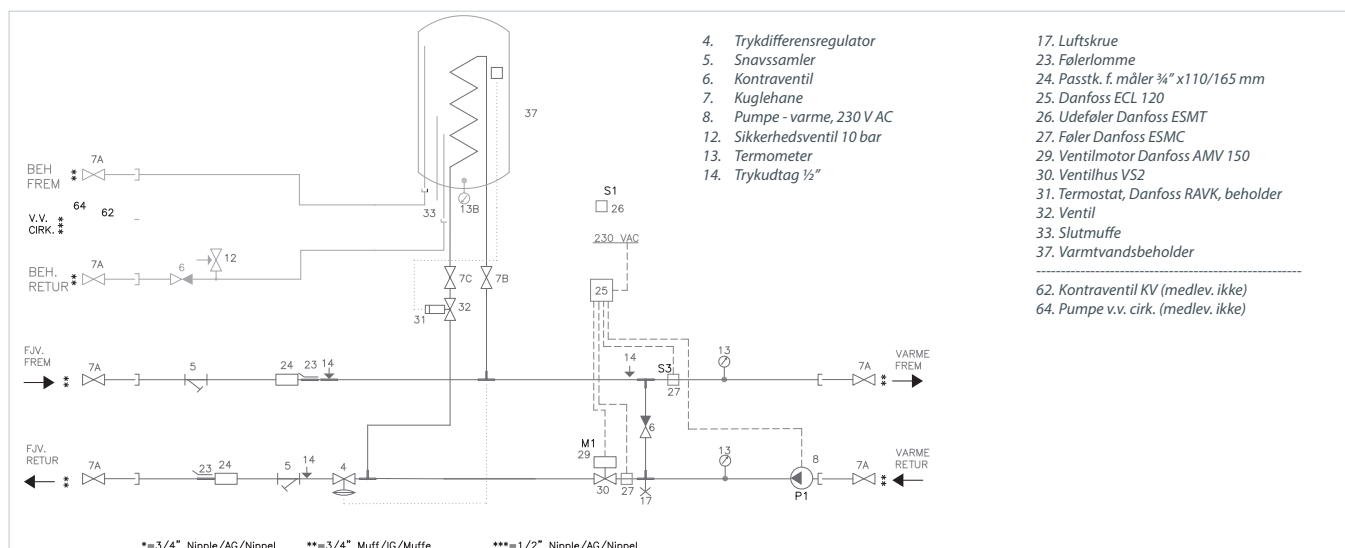 4. Trykdifferensregulator
5. Snavssamler
6. Kontraventil
7. Kuglehane
8. Pumpe - varme, 230 V AC
12. Sikkerhedsventil 10 bar
13. Termometer
14. Trykudtag ½"
17. Luftskrue
23. Følerlomme
24. Passtk. f. måler ¾" x110/165 mm
25. Danfoss ECL 120
26. Udeføler Danfoss ESMT
27. Føler Danfoss ESMC
29. Ventilmotor Danfoss AMV 150
30. Ventilhus VS2
31. Termostat, Danfoss RAVK, beholder
32. Ventil
33. Slutmuffe
37. Varmtvandsbeholder
62. Kontraventil KV (medlev. ikke)
64. Pumpe v.v. cirk. (medlev. ikke)
37
7A
BEH
FREM
**
33
13B
S1
26
64
62
V.V.
CIRK.
***
230 VAC
12
7A
6
BEH.
RETUR
**
7C
7B
25
31
32
FJV.
FREM
**
7A
5
24
23
14
14
S3
27
13
7A
**
VARME
FREM
6
M1
29
FJV.
RETUR
**
7A
23
24
5
14
4
30
27
17
13
8
P1
7A
**
VARME
RETUR
*=3/4" Nipple/AG/Nippel
**=3/4" Muff/IG/Muffe
***=1/2" Nipple/AG/Nippel